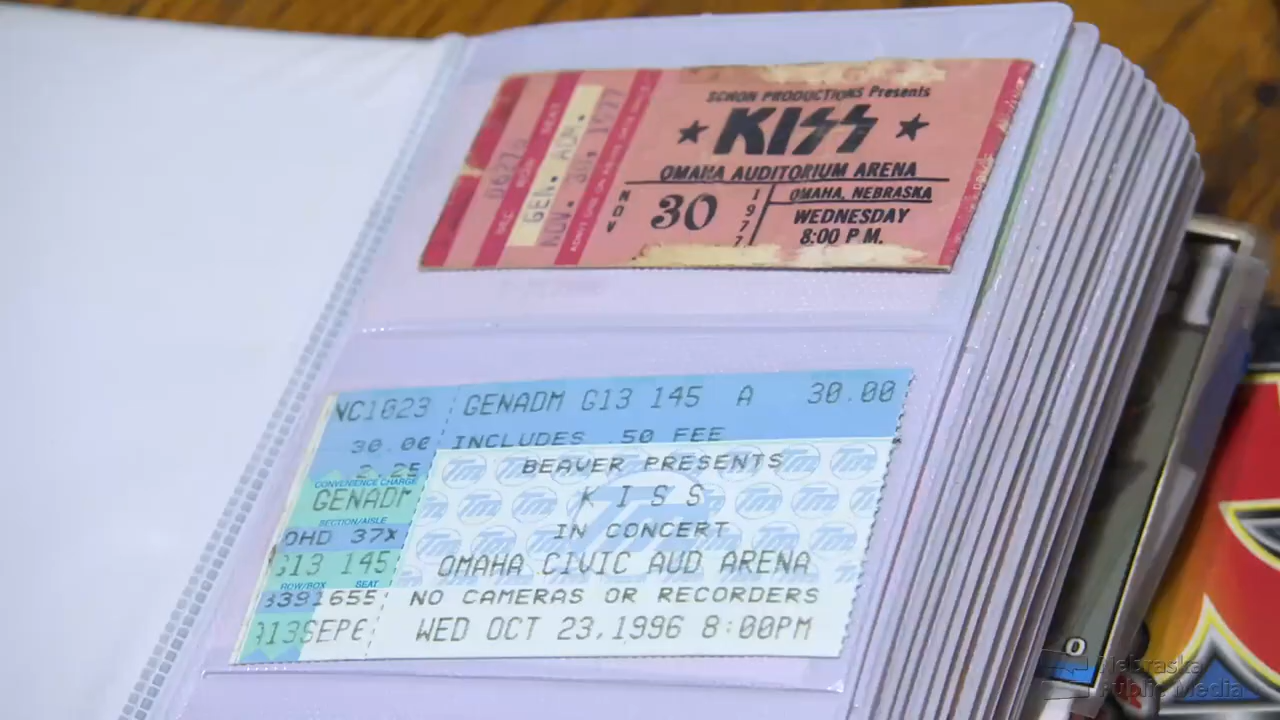 SCHON PRODUCTIONS Presents
★ KISS ★
OMAHA AUDITORIUM ARENA
NOV 30 1977
OMAHA, NEBRASKA
WEDNESDAY
8:00 P.M.
GEN. ADM.
NOV. 30, 1977
NC1023 GENADM G13 145 A 30.00
30.00 INCLUDES .50 FEE
2.25
CONVENIENCE CHARGE
BEAVER PRESENTS
GENADM
K I S S
SECTION/AISLE
IN CONCERT
OHD 37X
OMAHA CIVIC AUD ARENA
G13 145
ROW/BOX SEAT
NO CAMERAS OR RECORDERS
391655
WED OCT 23,1996 8:00PM
13SEP6
Nebraska
Public Media